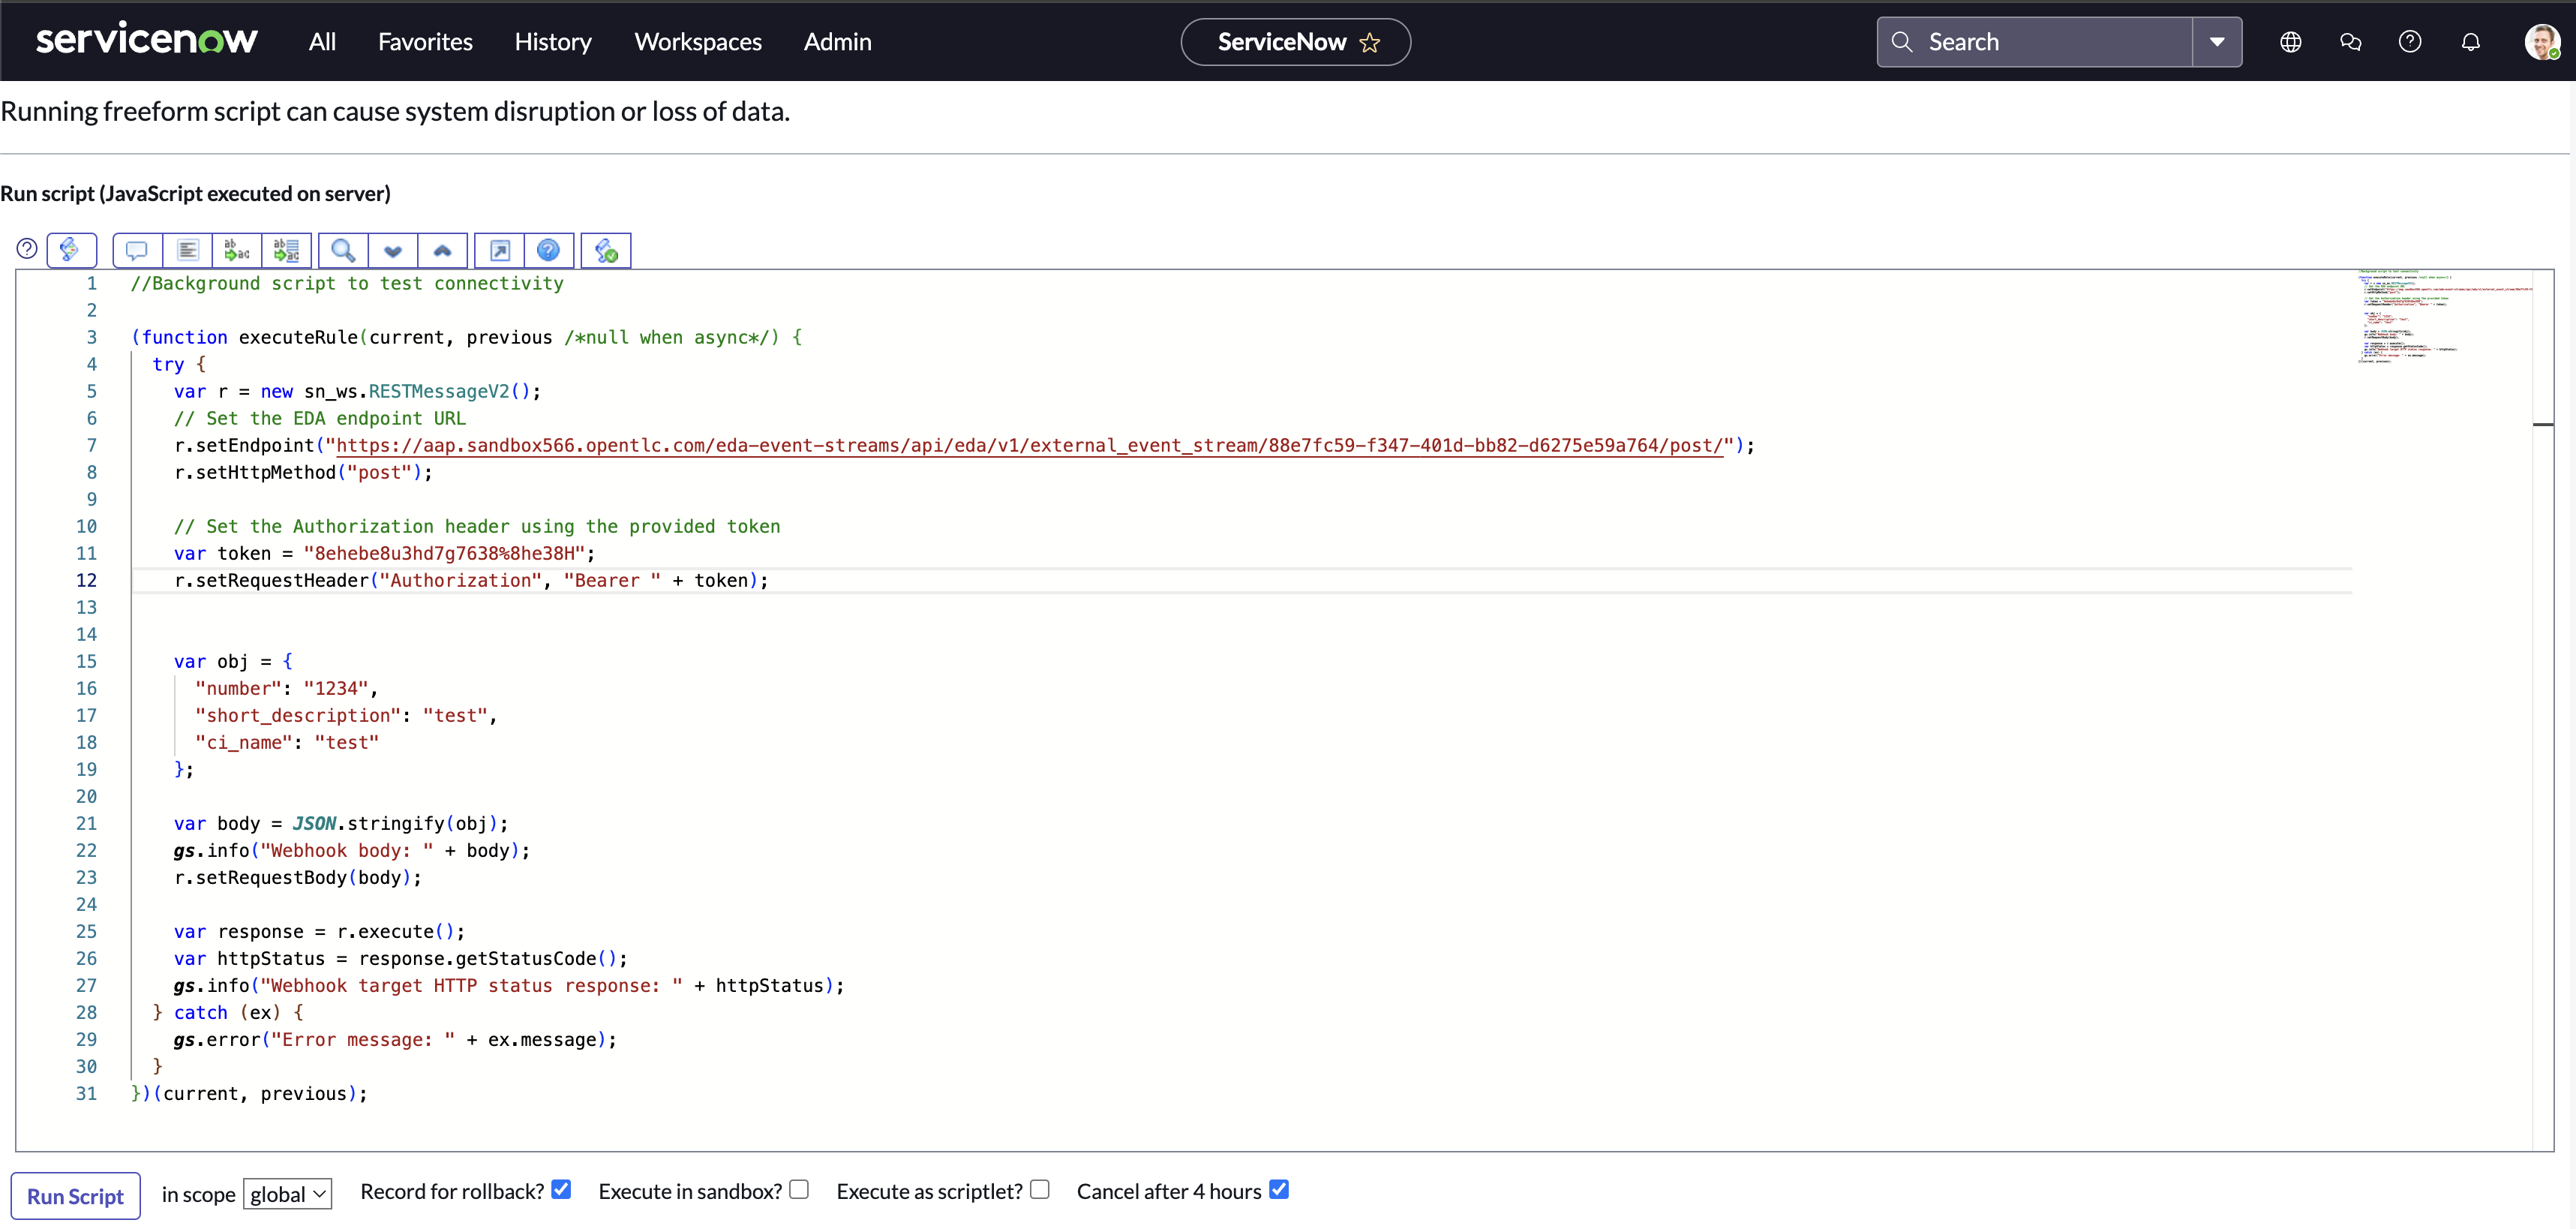 servicenow All Favorites History Workspaces Admin ServiceNow Search
Running freeform script can cause system disruption or loss of data.
Run script (JavaScript executed on server)
1 //Background script to test connectivity
2
3 (function executeRule(current, previous /*null when async*/) {
4 try {
5 var r = new sn_ws.RESTMessageV2();
6 // Set the EDA endpoint URL
7 r.setEndpoint("https://aap.sandbox566.opentlc.com/eda-event-streams/api/eda/v1/external_event_stream/88e7fc59-f347-401d-bb82-d6275e59a764/post/");
8 r.setHttpMethod("post");
9
10 // Set the Authorization header using the provided token
11 var token = "8ehebe8u3hd7g7638%8he38H";
12 r.setRequestHeader("Authorization", "Bearer " + token);
13
14
15 var obj = {
16 "number": "1234",
17 "short_description": "test",
18 "ci_name": "test"
19 };
20
21 var body = JSON.stringify(obj);
22 gs.info("Webhook body: " + body);
23 r.setRequestBody(body);
24
25 var response = r.execute();
26 var httpStatus = response.getStatusCode();
27 gs.info("Webhook target HTTP status response: " + httpStatus);
28 } catch (ex) {
29 gs.error("Error message: " + ex.message);
30 }
31 })(current, previous);
Run Script in scope global Record for rollback? Execute in sandbox? Execute as scriptlet? Cancel after 4 hours